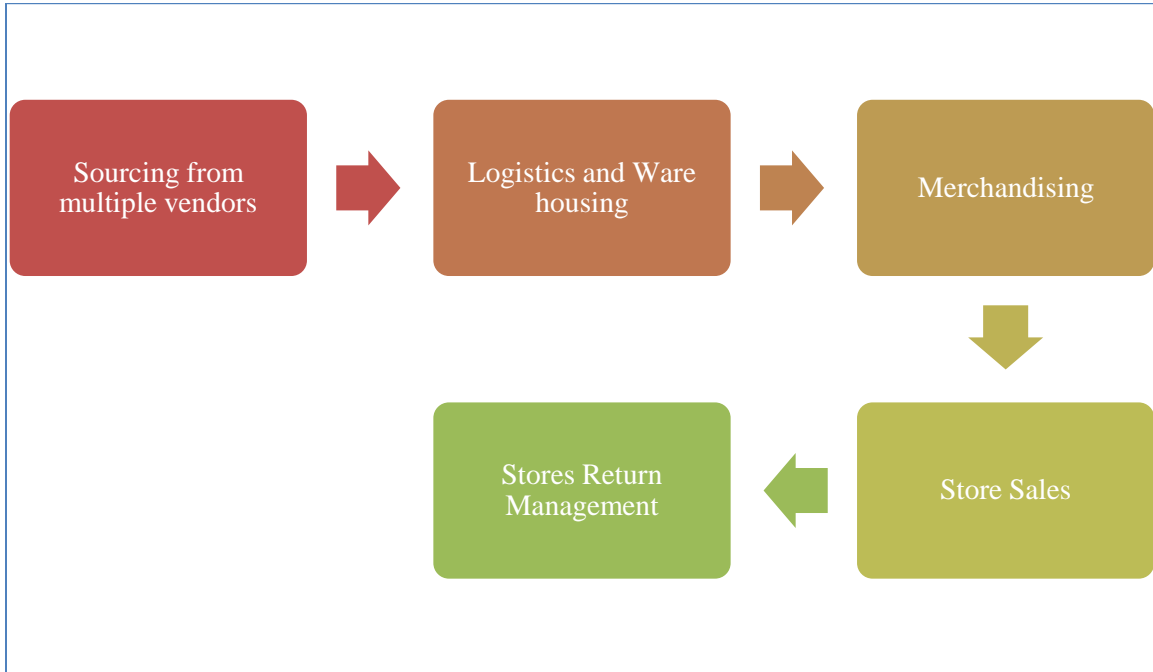 Sourcing from
multiple vendors
Logistics and Ware
housing
Merchandising
Store Sales
Stores Return
Management